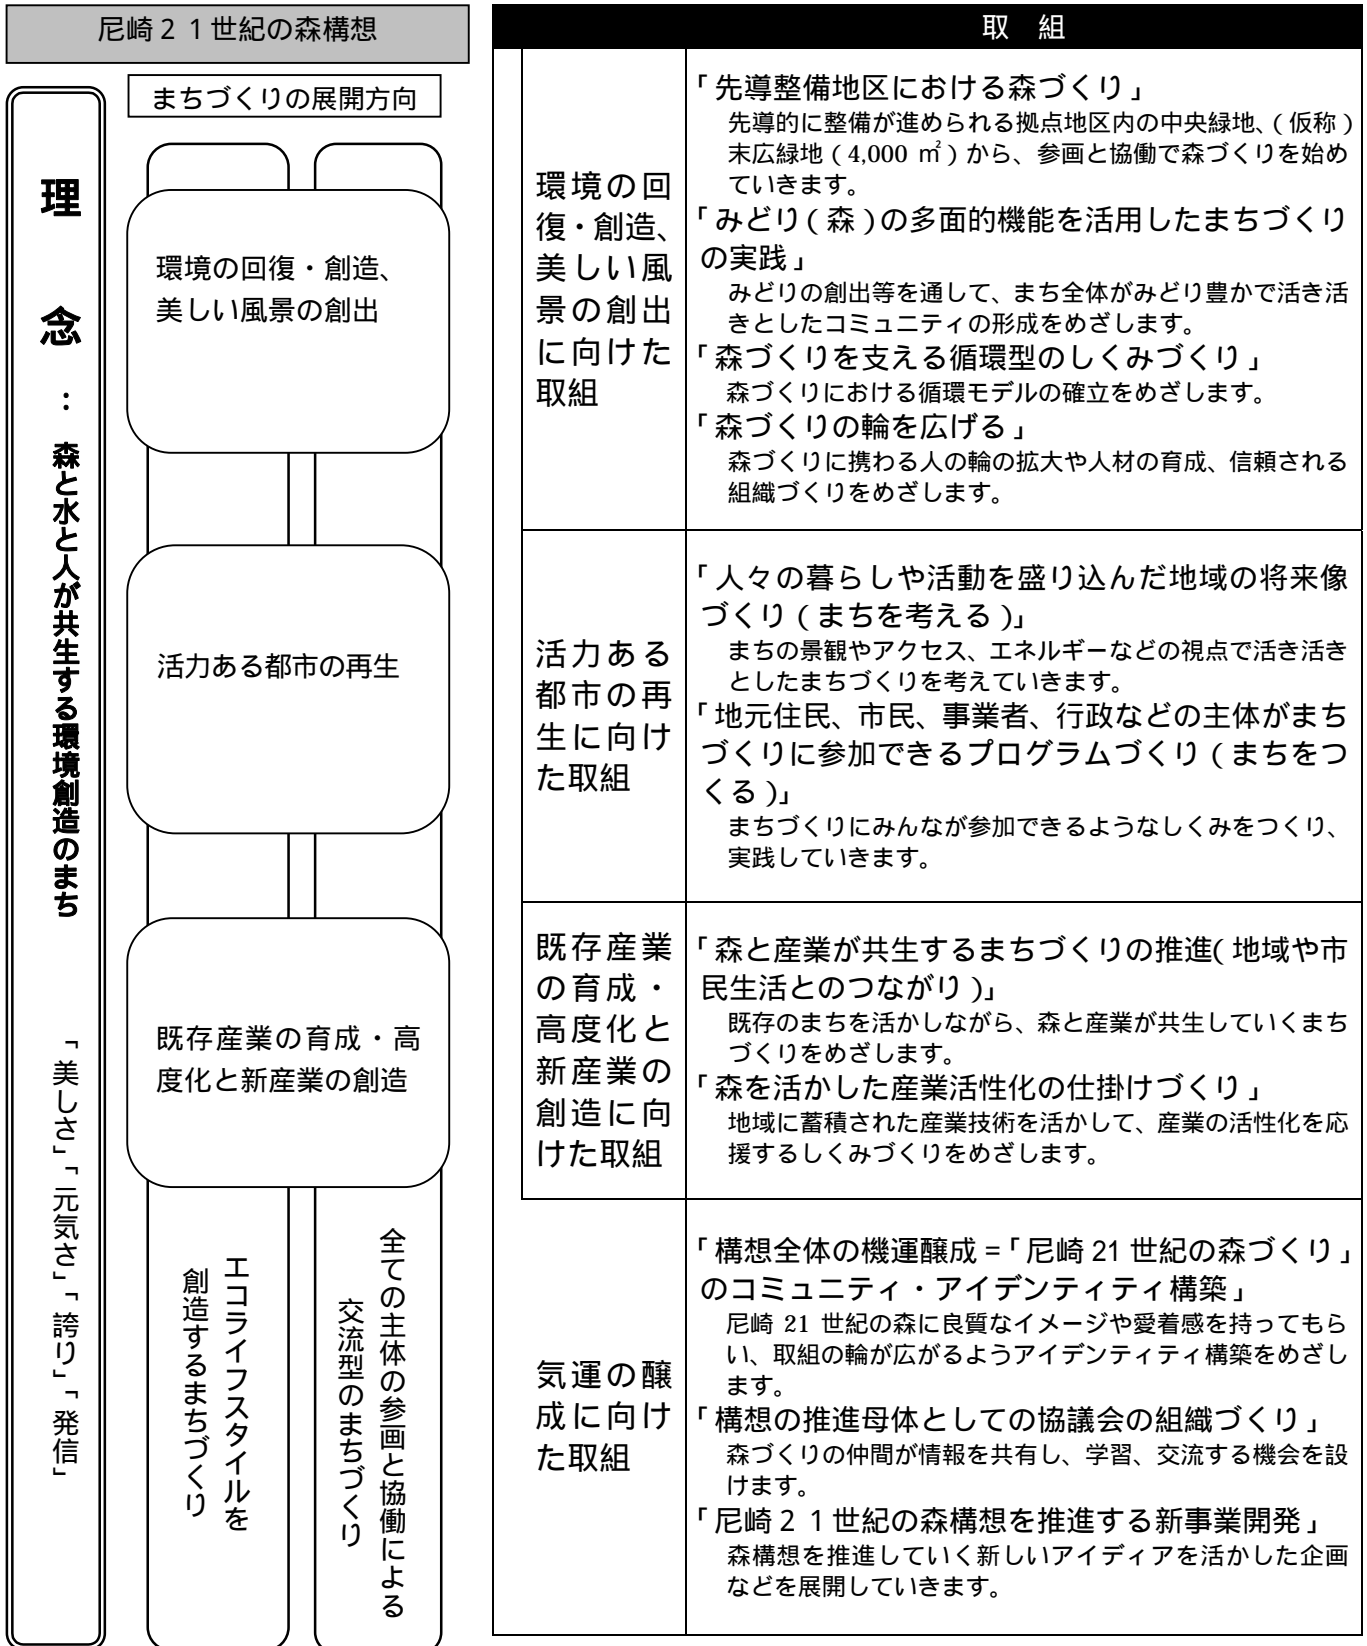 尼崎２１世紀の森構想
まちづくりの展開方向
理念：森と水と人が共生する環境創造のまち　「美しさ」「元気さ」「誇り」「発信」
環境の回復・創造、
美しい風景の創出
活力ある都市の再生
既存産業の育成・高
度化と新産業の創造
エコライフスタイルを
創造するまちづくり
全ての主体の参画と協働による
交流型のまちづくり
取　組
環境の回
復・創造、
美しい風
景の創出
に向けた
取組
「先導整備地区における森づくり」
先導的に整備が進められる拠点地区内の中央緑地、（仮称）
末広緑地（4,000 ㎡）から、参画と協働で森づくりを始め
ていきます。
「みどり（森）の多面的機能を活用したまちづくり
の実践」
みどりの創出等を通して、まち全体がみどり豊かで活き活
きとしたコミュニティの形成をめざします。
「森づくりを支える循環型のしくみづくり」
森づくりにおける循環モデルの確立をめざします。
「森づくりの輪を広げる」
森づくりに携わる人の輪の拡大や人材の育成、信頼される
組織づくりをめざします。
活力ある
都市の再
生に向け
た取組
「人々の暮らしや活動を盛り込んだ地域の将来像
づくり（まちを考える）」
まちの景観やアクセス、エネルギーなどの視点で活き活き
としたまちづくりを考えていきます。
「地元住民、市民、事業者、行政などの主体がまち
づくりに参加できるプログラムづくり（まちをつ
くる）」
まちづくりにみんなが参加できるようなしくみをつくり、
実践していきます。
既存産業
の育成・
高度化と
新産業の
創造に向
けた取組
「森と産業が共生するまちづくりの推進（地域や市
民生活とのつながり）」
既存のまちを活かしながら、森と産業が共生していくまち
づくりをめざします。
「森を活かした産業活性化の仕掛けづくり」
地域に蓄積された産業技術を活かして、産業の活性化を応
援するしくみづくりをめざします。
気運の醸
成に向け
た取組
「構想全体の機運醸成＝「尼崎 21 世紀の森づくり」
のコミュニティ・アイデンティティ構築」
尼崎 21 世紀の森に良質なイメージや愛着感を持ってもら
い、取組の輪が広がるようアイデンティティ構築をめざし
ます。
「構想の推進母体としての協議会の組織づくり」
森づくりの仲間が情報を共有し、学習、交流する機会を設
けます。
「尼崎２１世紀の森構想を推進する新事業開発」
森構想を推進していく新しいアイディアを活かした企画
などを展開していきます。